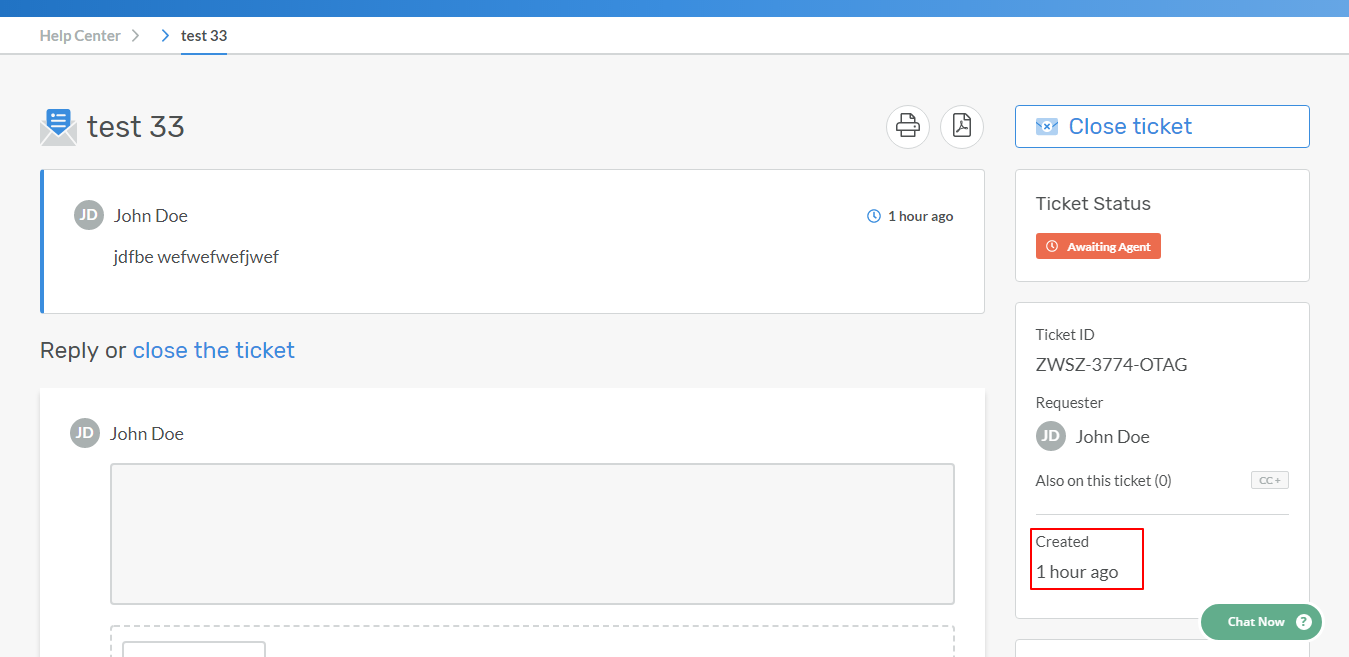 Help Center
test 33
test 33
Close ticket
JD John Doe
1 hour ago
jdfbe wefwefwefjwef
Ticket Status
Awaiting Agent
Reply or close the ticket
JD John Doe
Ticket ID
ZWSZ-3774-OTAG
Requester
JD John Doe
Also on this ticket (0)
CC +
Created
1 hour ago
Chat Now ?